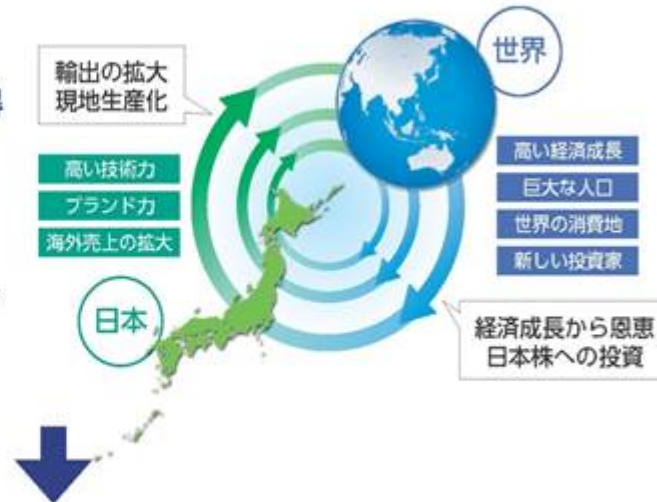 世界
輸出の拡大
現地生産化
高い技術力
ブランド力
海外売上の拡大
高い経済成長
巨大な人口
世界の消費地
新しい投資家
日本
経済成長から恩恵
日本株への投資